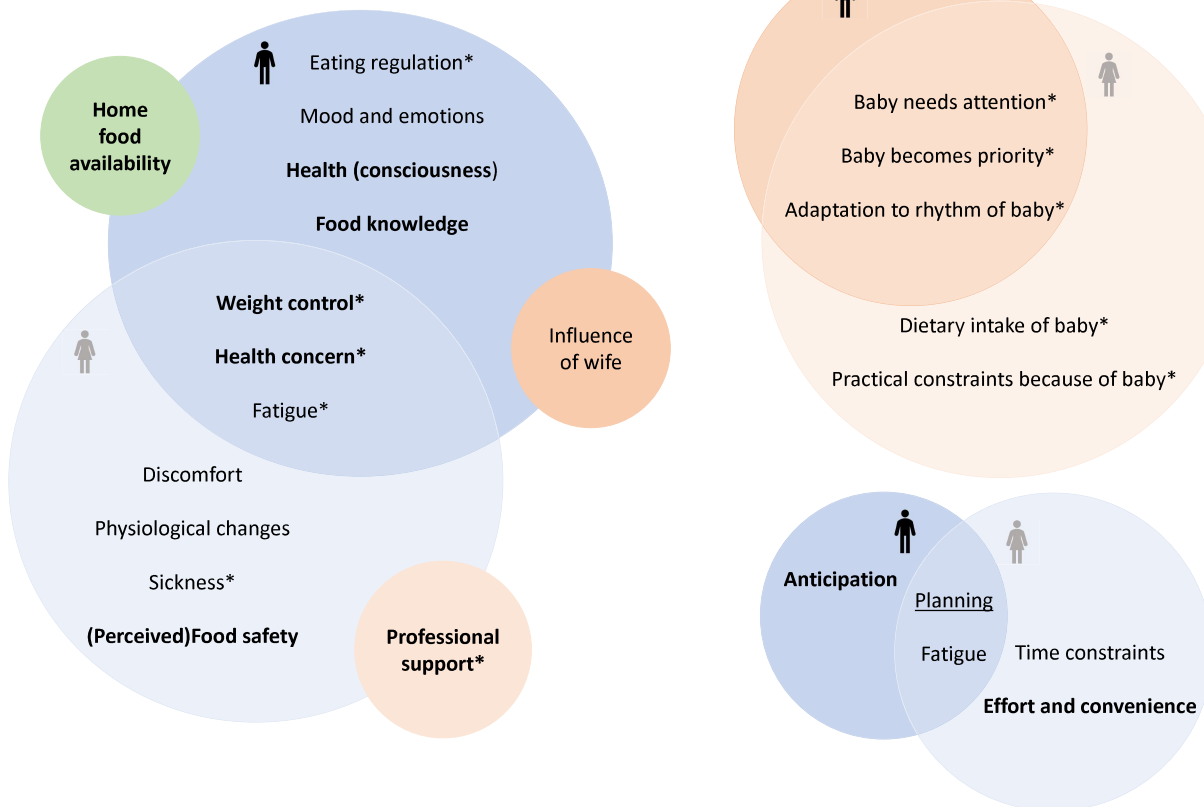 Home
food
availability
Eating regulation*
Mood and emotions
Health (consciousness)
Food knowledge
Weight control*
Health concern*
Fatigue*
Influence
of wife
Discomfort
Physiological changes
Sickness*
(Perceived)Food safety
Professional
support*
Baby needs attention*
Baby becomes priority*
Adaptation to rhythm of baby*
Dietary intake of baby*
Practical constraints because of baby*
Anticipation
Planning
Fatigue
Time constraints
Effort and convenience